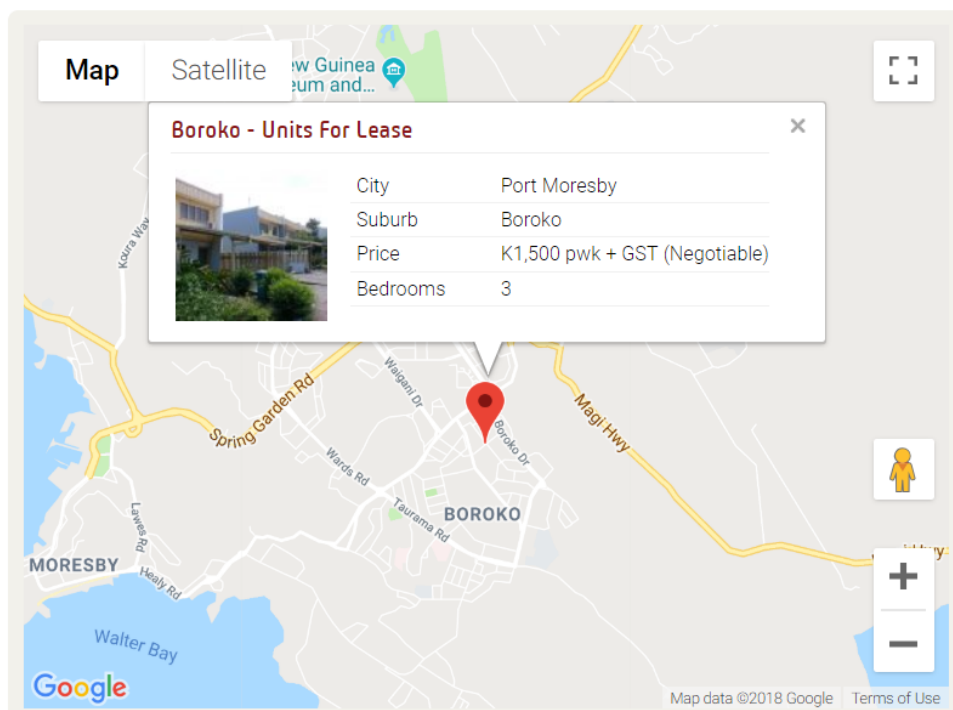 Map
Satellite
ew Guinea
eum and...
Boroko - Units For Lease
×
City Port Moresby
Suburb Boroko
Price K1,500 pwk + GST (Negotiable)
Bedrooms 3
Koura Way
Waigani Dr
Spring Garden Rd
Magi Hwy
Boroko Dr
Wards Rd
Taurama Rd
BOROKO
Lawes Rd
MORESBY
Healy Rd
Hwy
+
Walter Bay
−
Google
Map data ©2018 Google Terms of Use